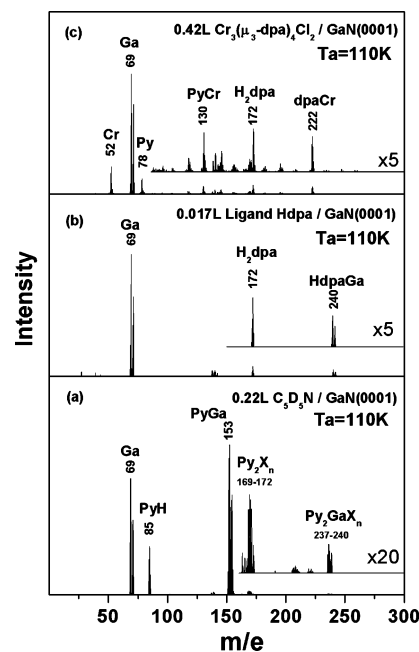 (c) 0.42L Cr₃(μ₃-dpa)₄Cl₂ / GaN(0001)
Ta=110K
Ga
69
Cr
52
Py
78
PyCr
130
H₂dpa
172
dpaCr
222
x5
(b) 0.017L Ligand Hdpa / GaN(0001)
Ta=110K
Ga
69
H₂dpa
172
HdpaGa
240
x5
(a) 0.22L C₅D₅N / GaN(0001)
Ta=110K
Ga
69
PyH
85
PyGa
153
Py₂Xₙ
169-172
Py₂GaXₙ
237-240
x20
Intensity
50 100 150 200 250 300
m/e